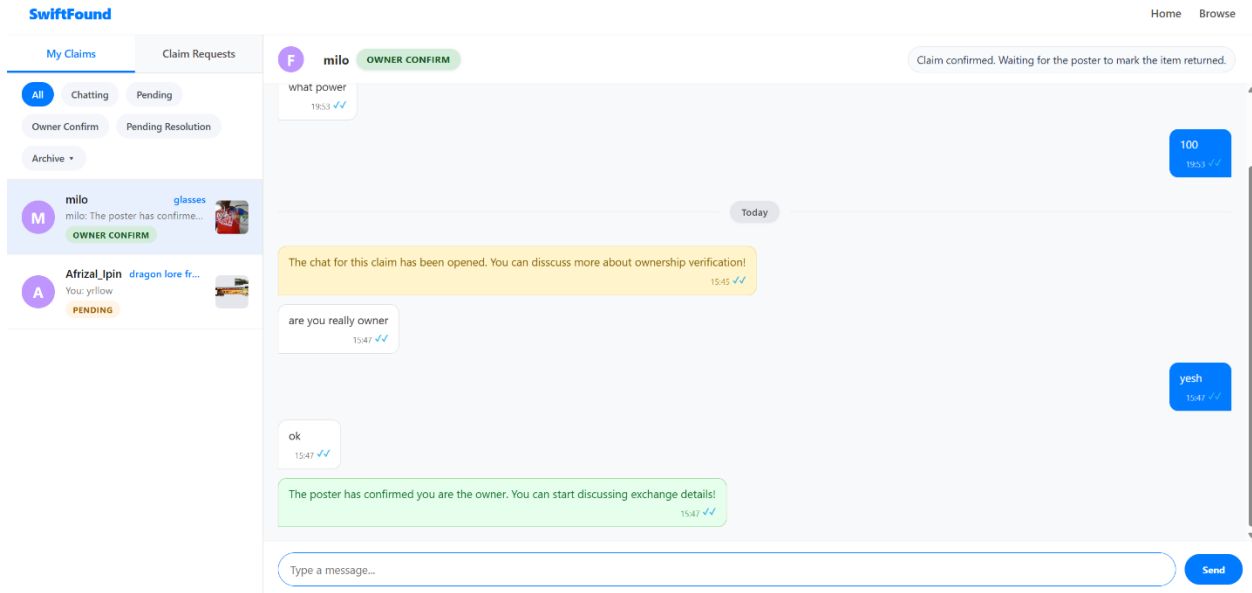 SwiftFound
Home Browse
My Claims Claim Requests
All Chatting Pending
Owner Confirm Pending Resolution
Archive ▾
M milo glasses
milo: The poster has confirme...
OWNER CONFIRM
A Afrizal_Ipin dragon lore fr...
You: yrllow
PENDING
F milo OWNER CONFIRM Claim confirmed. Waiting for the poster to mark the item returned.
what power
19:53
100
19:53
Today
The chat for this claim has been opened. You can disscuss more about ownership verification!
15:45
are you really owner
15:47
yesh
15:47
ok
15:47
The poster has confirmed you are the owner. You can start discussing exchange details!
15:47
Type a message...
Send